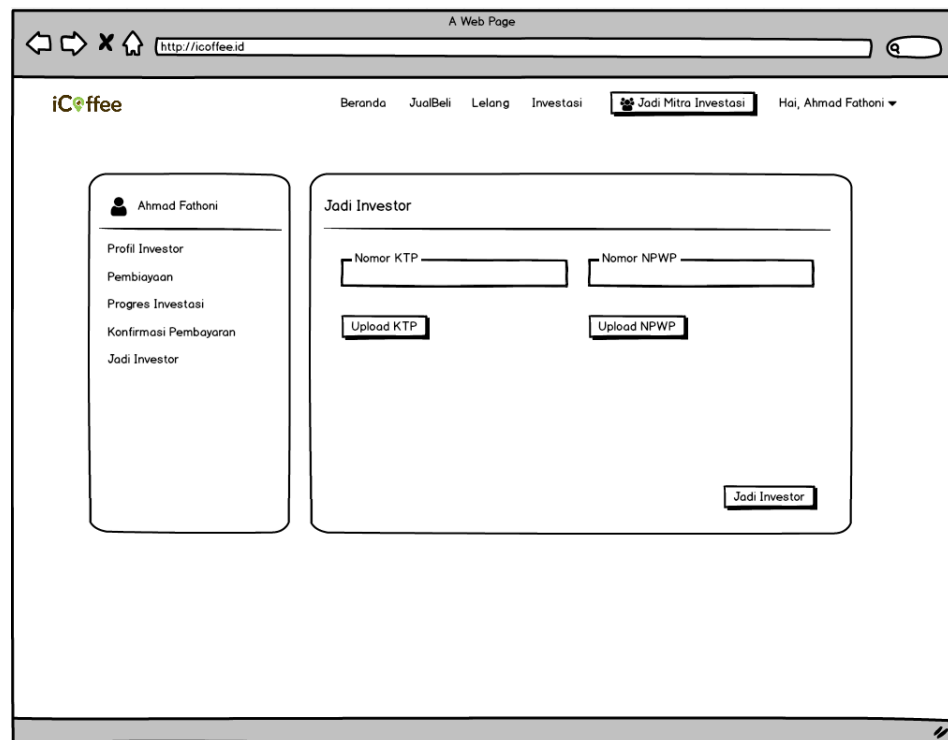 A Web Page
http://icoffee.id
iCoffee
Beranda JualBeli Lelang Investasi Jadi Mitra Investasi Hai, Ahmad Fathoni
Ahmad Fathoni
Profil Investor
Pembiayaan
Progres Investasi
Konfirmasi Pembayaran
Jadi Investor
Jadi Investor
Nomor KTP Nomor NPWP
Upload KTP Upload NPWP
Jadi Investor